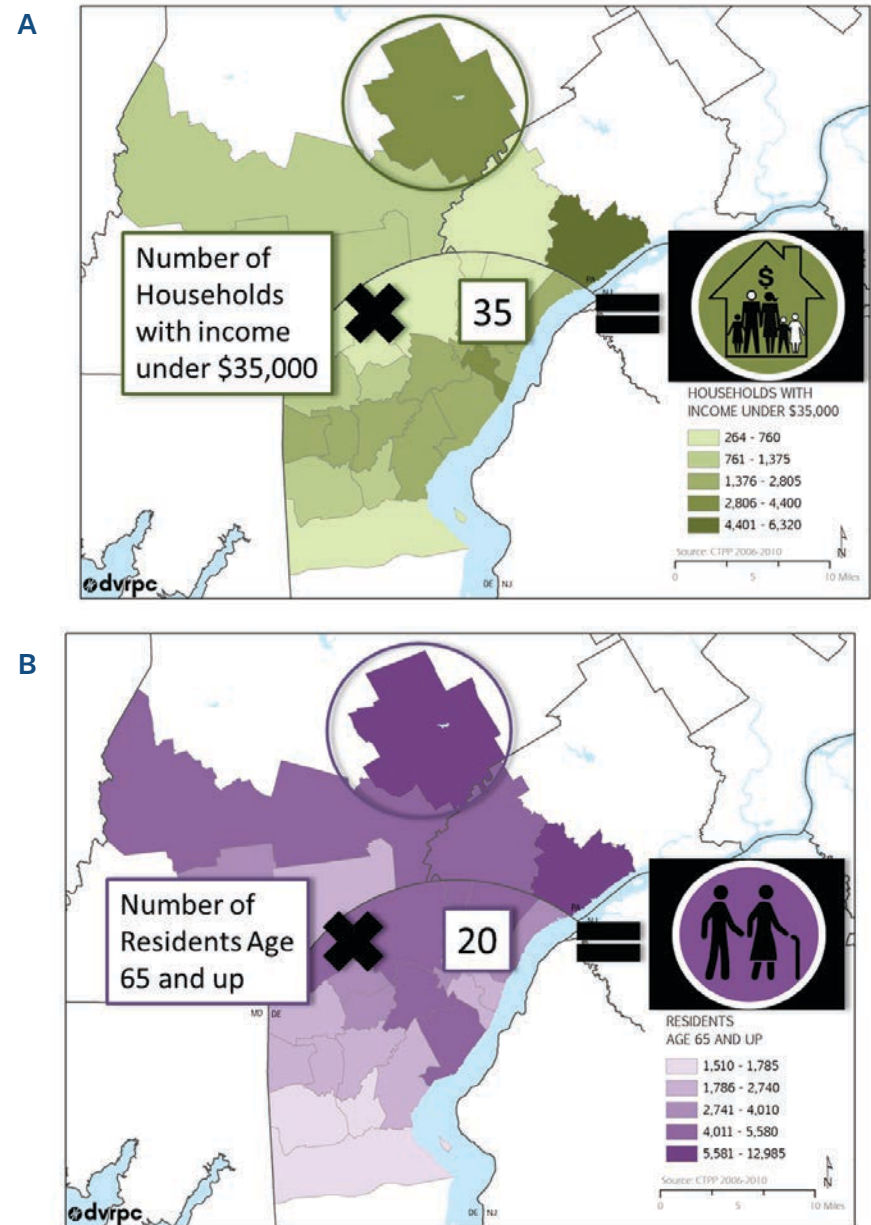 A
Number of
Households
with income
under $35,000
35
PA
NJ
$
HOUSEHOLDS WITH
INCOME UNDER $35,000
264 - 760
761 - 1,375
1,376 - 2,805
2,806 - 4,400
4,401 - 6,320
Source: CTPP 2006-2010
N
0 5 10 Miles
DE NJ
dvrpc
B
Number of
Residents Age
65 and up
20
PA
NJ
MD DE
RESIDENTS
AGE 65 AND UP
1,510 - 1,785
1,786 - 2,740
2,741 - 4,010
4,011 - 5,580
5,581 - 12,985
Source: CTPP 2006-2010
N
0 5 10 Miles
DE NJ
dvrpc